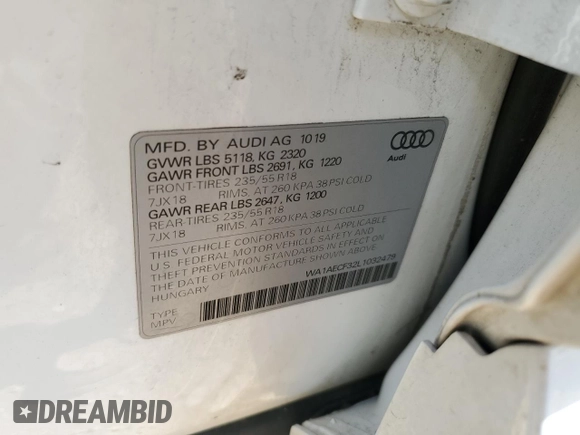 MFD. BY AUDI AG 10 19
GVWR LBS 5118, KG 2320
GAWR FRONT LBS 2691, KG 1220
FRONT-TIRES 235/55 R18
7JX18 RIMS, AT 260 KPA 38 PSI COLD
GAWR REAR LBS 2647, KG 1200
REAR-TIRES 235/55 R18
7JX18 RIMS, AT 260 KPA 38 PSI COLD
THIS VEHICLE CONFORMS TO ALL APPLICABLE
U.S. FEDERAL MOTOR VEHICLE SAFETY AND
THEFT PREVENTION STANDARDS IN EFFECT ON
THE DATE OF MANUFACTURE SHOWN ABOVE
HUNGARY
WA1AECF32L1032478
TYPE
MPV
Audi
DREAMBID